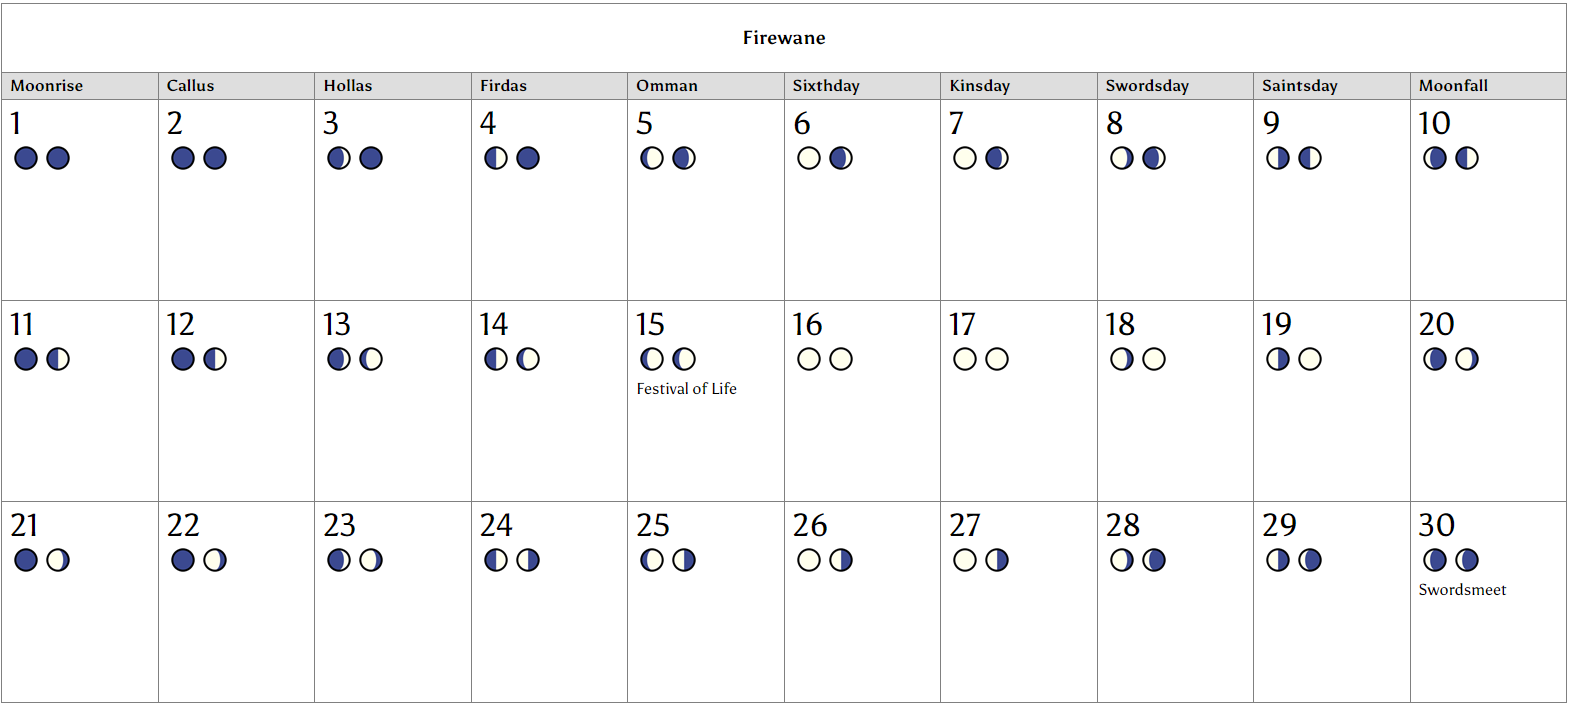 Firewane
Moonrise Callus Hollas Firdas Omman Sixthday Kinsday Swordsday Saintsday Moonfall
1 2 3 4 5 6 7 8 9 10
11 12 13 14 15 16 17 18 19 20
Festival of Life
21 22 23 24 25 26 27 28 29 30
Swordsmeet